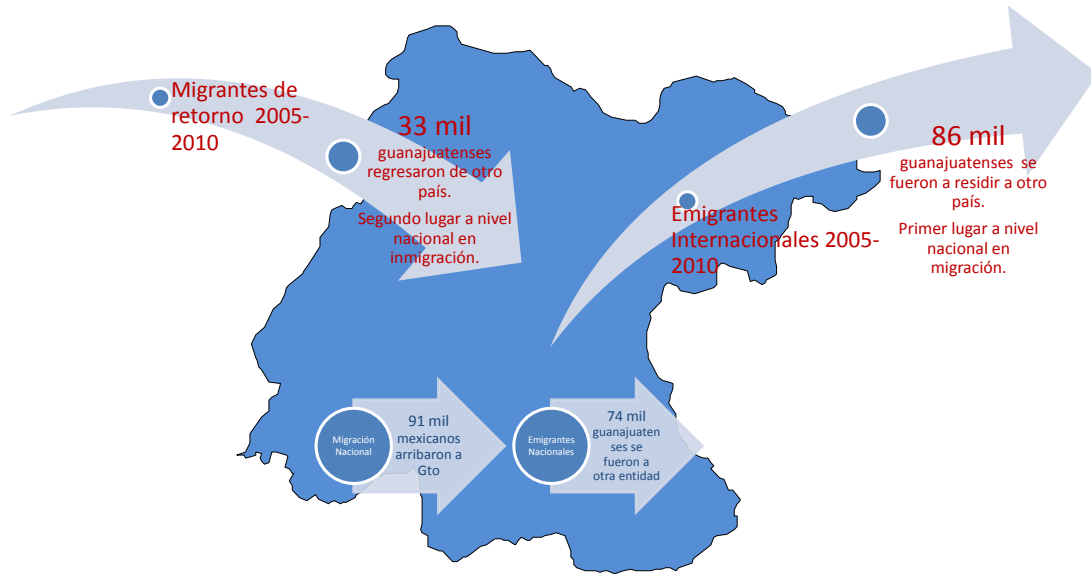 Migrantes de
retorno 2005-
2010
33 mil
guanajuatenses
regresaron de otro
país.
Segundo lugar a nivel
nacional en
inmigración.
Emigrantes
Internacionales 2005-
2010
86 mil
guanajuatenses se
fueron a residir a otro
país.
Primer lugar a nivel
nacional en
migración.
Migración
Nacional
91 mil
mexicanos
arribaron a
Gto
Emigrantes
Nacionales
74 mil
guanajuaten
ses se
fueron a
otra entidad